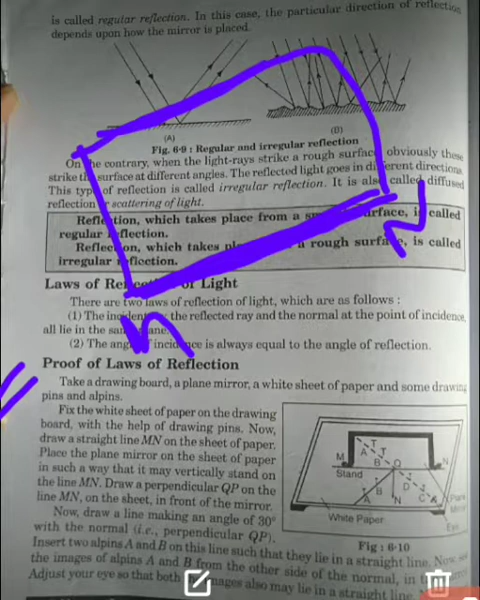 is called regular reflection. In this case, the particular direction of reflection
depends upon how the mirror is placed.
(A)
(B)
Fig. 6·9 : Regular and irregular reflection
On the contrary, when the light-rays strike a rough surface, obviously these
strike the surface at different angles. The reflected light goes in different directions.
This type of reflection is called irregular reflection. It is also called diffused
reflection scattering of light.
Reflection, which takes place from a surface, is called
regular reflection.
Reflection, which takes a rough surface, is called
irregular reflection.
Laws of Reflection of Light
There are two laws of reflection of light, which are as follows :
(1) The incident the reflected ray and the normal at the point of incidence,
all lie in the same plane.
(2) The angle incidence is always equal to the angle of reflection.
Proof of Laws of Reflection
Take a drawing board, a plane mirror, a white sheet of paper and some drawing
pins and alpins.
Fix the white sheet of paper on the drawing
board, with the help of drawing pins. Now,
draw a straight line MN on the sheet of paper.
Place the plane mirror on the sheet of paper
in such a way that it may vertically stand on
the line MN. Draw a perpendicular QP on the
line MN, on the sheet, in front of the mirror.
Now, draw a line making an angle of 30°
with the normal (i.e., perpendicular QP).
M
Stand
White Paper
Eye
Fig : 6·10
Insert two alpins A and B on this line such that they lie in a straight line. Now see
the images of alpins A and B from the other side of the normal, in the
Adjust your eye so that both images also may lie in a straight line.